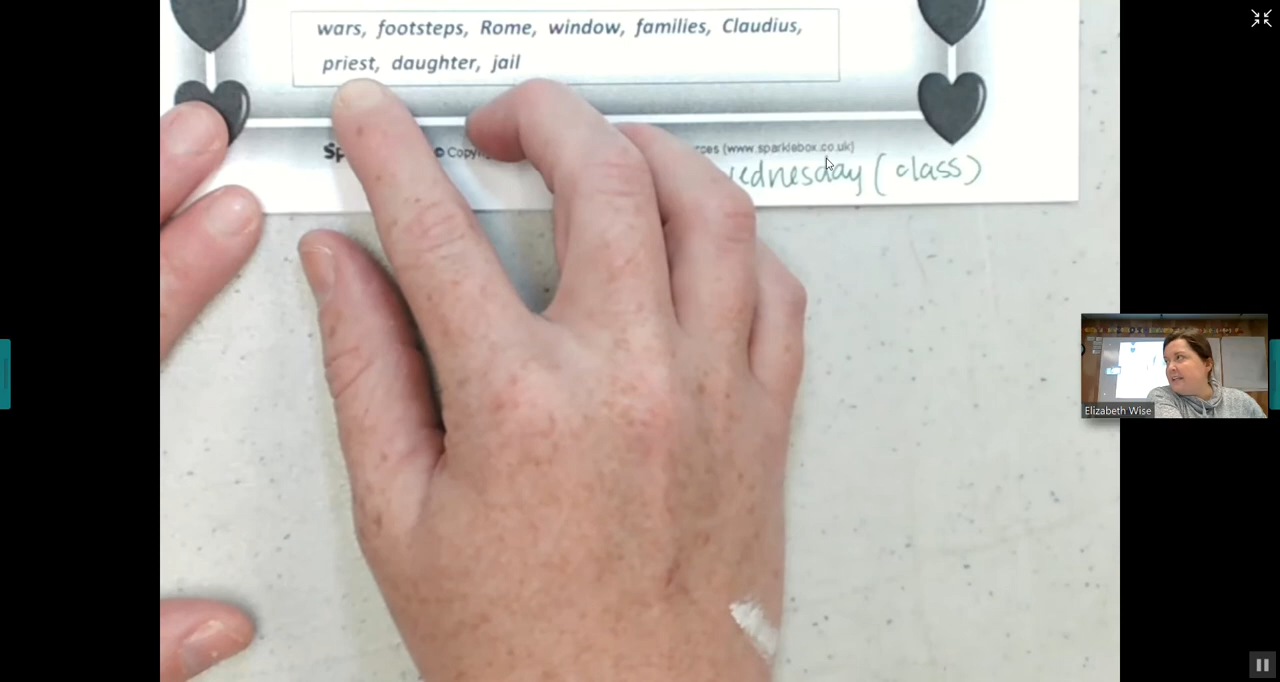 wars, footsteps, Rome, window, families, Claudius,
priest, daughter, jail
(www.sparklebox.co.uk)
(class)
Elizabeth Wise